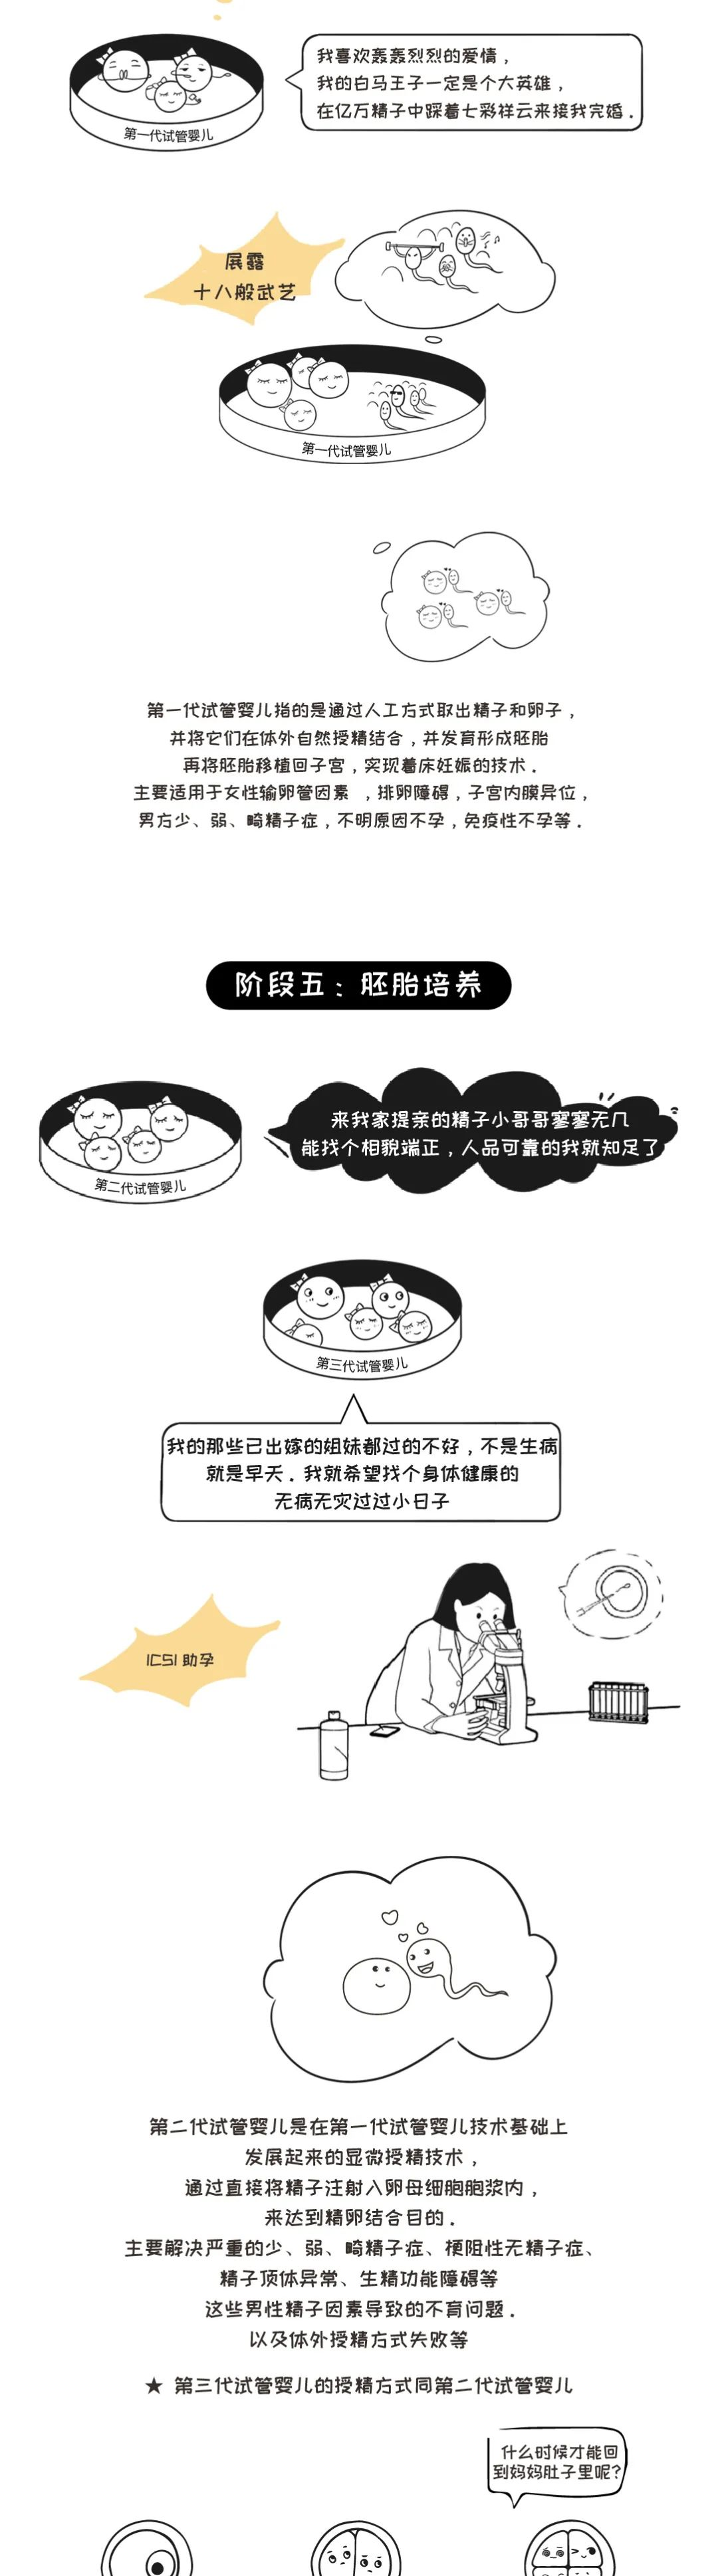 我喜欢轰轰烈烈的爱情，
我的白马王子一定是个大英雄，
在亿万精子中踩着七彩祥云来接我完婚．
第一代试管婴儿
展露
十八般武艺
第一代试管婴儿
第一代试管婴儿指的是通过人工方式取出精子和卵子，
并将它们在体外自然授精结合，并发育形成胚胎
再将胚胎移植回子宫，实现着床妊娠的技术．
主要适用于女性输卵管因素 ，排卵障碍，子宫内膜异位，
男方少、弱、畸精子症，不明原因不孕，免疫性不孕等．
阶段五：胚胎培养
来我家提亲的精子小哥哥寥寥无几
能找个相貌端正，人品可靠的我就知足了
第二代试管婴儿
第三代试管婴儿
我的那些已出嫁的姐妹都过的不好，不是生病
就是早夭．我就希望找个身体健康的
无病无灾过过小日子
ICSI 助孕
第二代试管婴儿是在第一代试管婴儿技术基础上
发展起来的显微授精技术，
通过直接将精子注射入卵母细胞胞浆内，
来达到精卵结合目的．
主要解决严重的少、弱、畸精子症、梗阻性无精子症、
精子顶体异常、生精功能障碍等
这些男性精子因素导致的不育问题．
以及体外授精方式失败等
★ 第三代试管婴儿的授精方式同第二代试管婴儿
什么时候才能回
到妈妈肚子里呢？